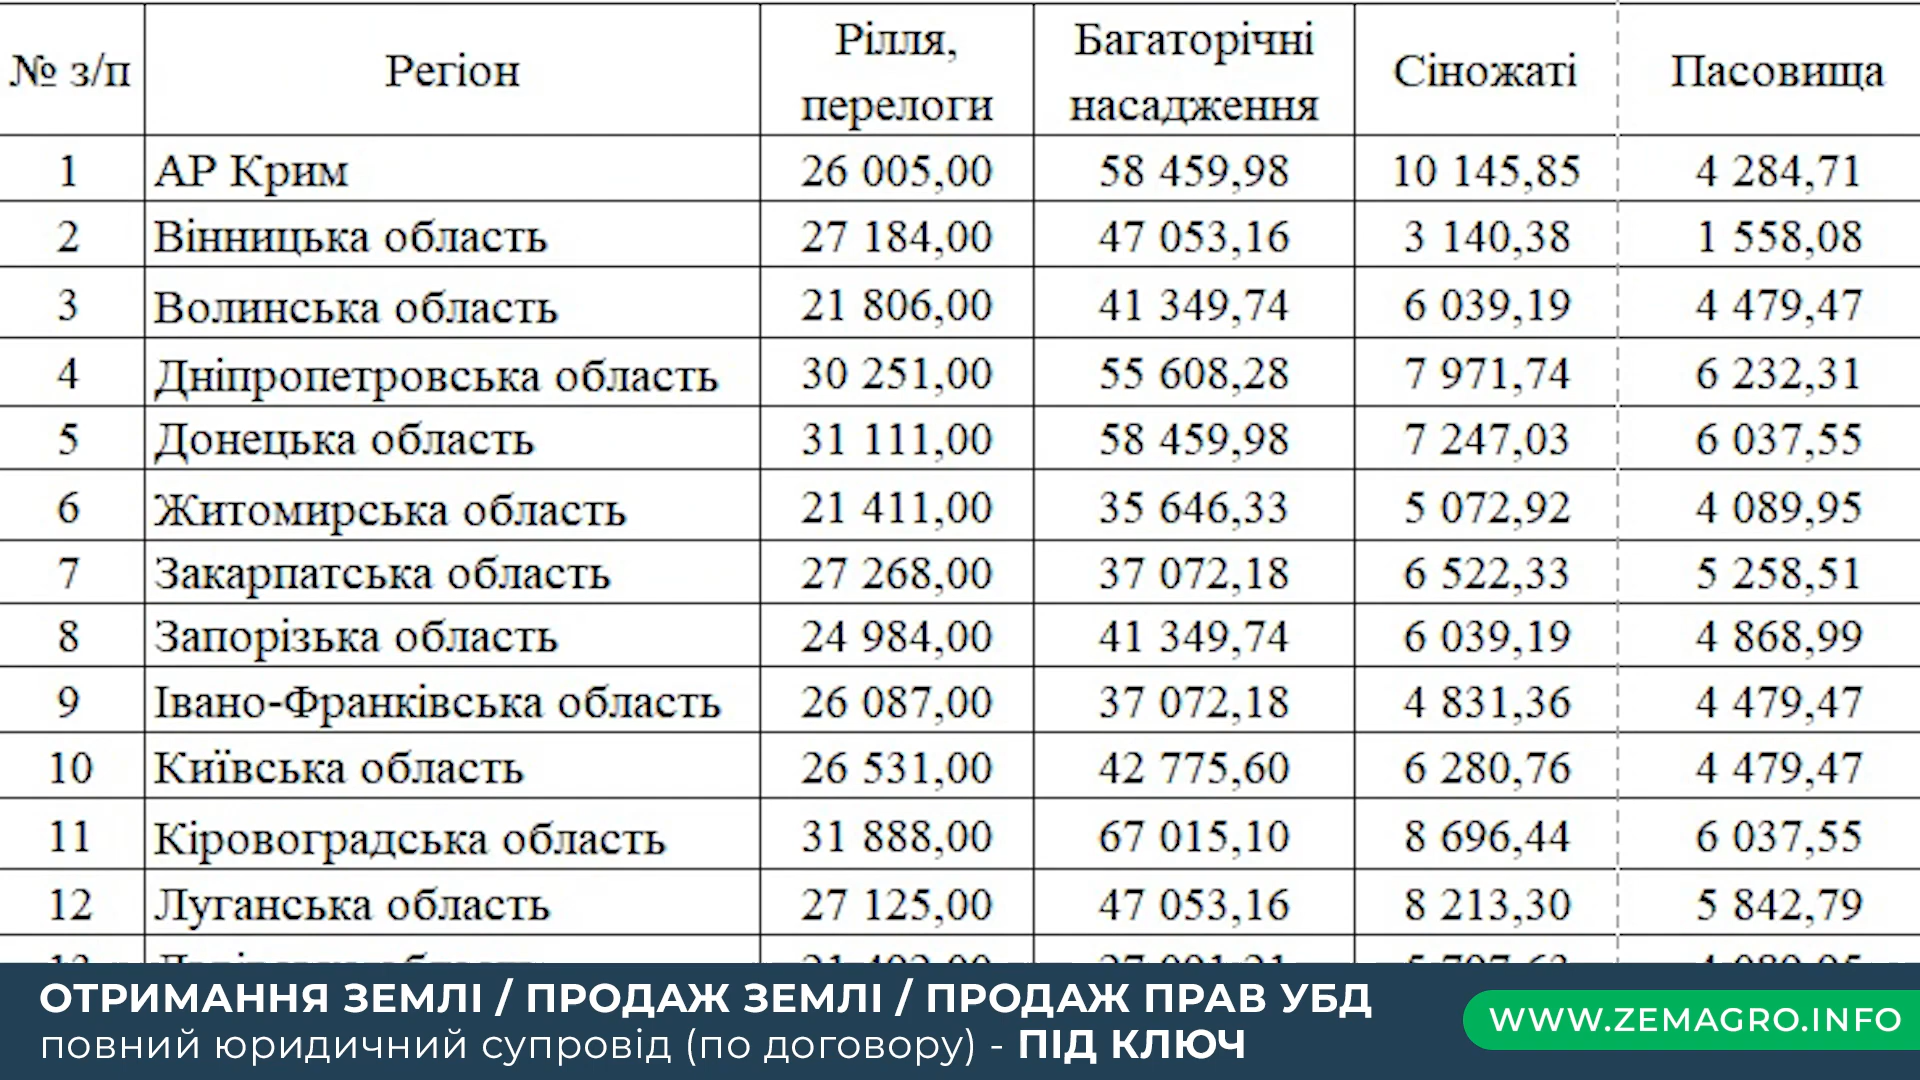 № з/п Регіон Рілля, перелоги Багаторічні насадження Сіножаті Пасовища
1 АР Крим 26 005,00 58 459,98 10 145,85 4 284,71
2 Вінницька область 27 184,00 47 053,16 3 140,38 1 558,08
3 Волинська область 21 806,00 41 349,74 6 039,19 4 479,47
4 Дніпропетровська область 30 251,00 55 608,28 7 971,74 6 232,31
5 Донецька область 31 111,00 58 459,98 7 247,03 6 037,55
6 Житомирська область 21 411,00 35 646,33 5 072,92 4 089,95
7 Закарпатська область 27 268,00 37 072,18 6 522,33 5 258,51
8 Запорізька область 24 984,00 41 349,74 6 039,19 4 868,99
9 Івано-Франківська область 26 087,00 37 072,18 4 831,36 4 479,47
10 Київська область 26 531,00 42 775,60 6 280,76 4 479,47
11 Кіровоградська область 31 888,00 67 015,10 8 696,44 6 037,55
12 Луганська область 27 125,00 47 053,16 8 213,30 5 842,79
ОТРИМАННЯ ЗЕМЛІ / ПРОДАЖ ЗЕМЛІ / ПРОДАЖ ПРАВ УБД
повний юридичний супровід (по договору) - ПІД КЛЮЧ
WWW.ZEMAGRO.INFO